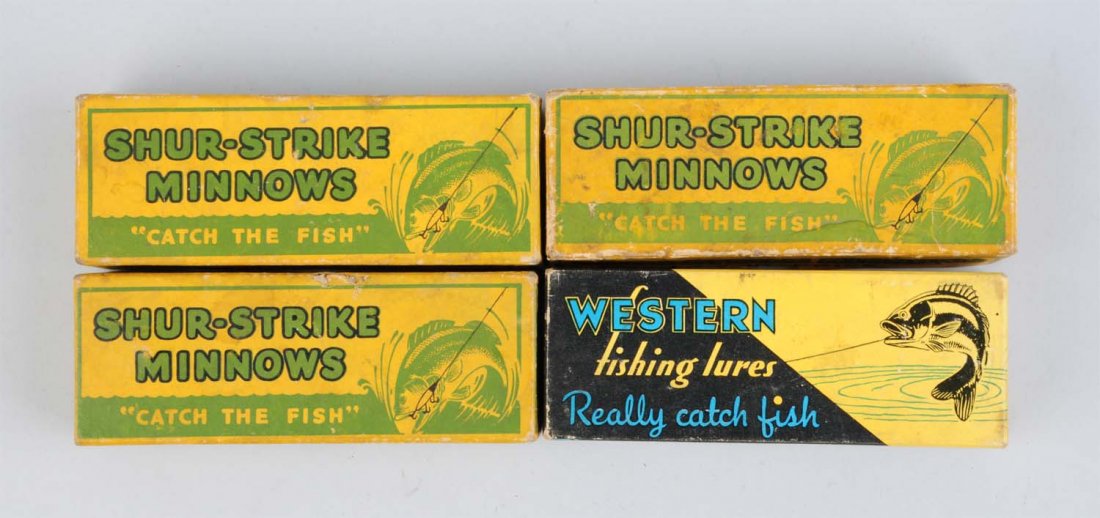 SHUR-STRIKE
MINNOWS
"CATCH THE FISH"
SHUR-STRIKE
MINNOWS
"CATCH THE FISH"
SHUR-STRIKE
MINNOWS
"CATCH THE FISH"
WESTERN
fishing lures
Really catch fish